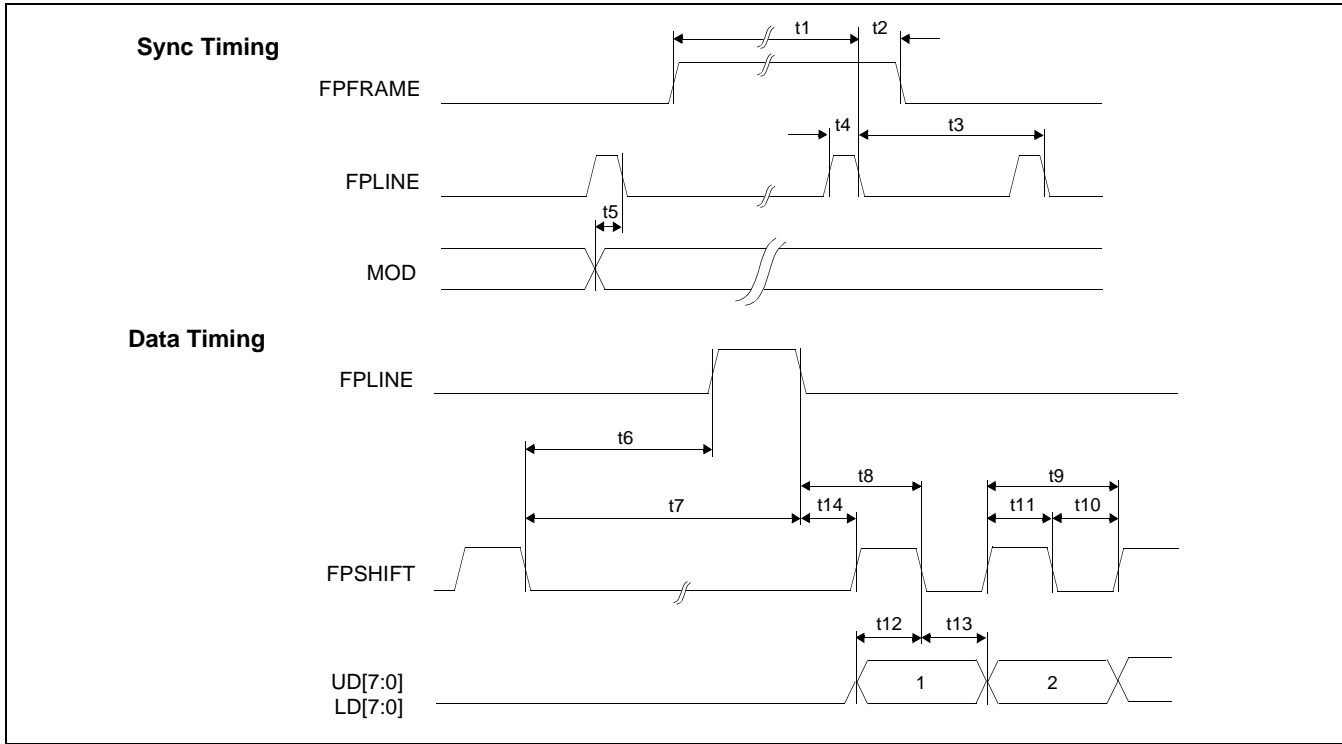 Sync Timing
t1
t2
FPFRAME
t4
t3
FPLINE
t5
MOD
Data Timing
FPLINE
t6
t8
t9
t7
t14
t11
t10
FPSHIFT
t12
t13
UD[7:0]
LD[7:0]
1
2